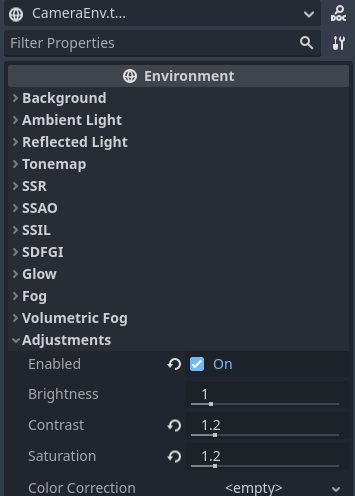 CameraEnv.t...
DOC
Filter Properties
Environment
Background
Ambient Light
Reflected Light
Tonemap
SSR
SSAO
SSIL
SDFGI
Glow
Fog
Volumetric Fog
Adjustments
Enabled On
Brightness 1
Contrast 1.2
Saturation 1.2
Color Correction <empty>